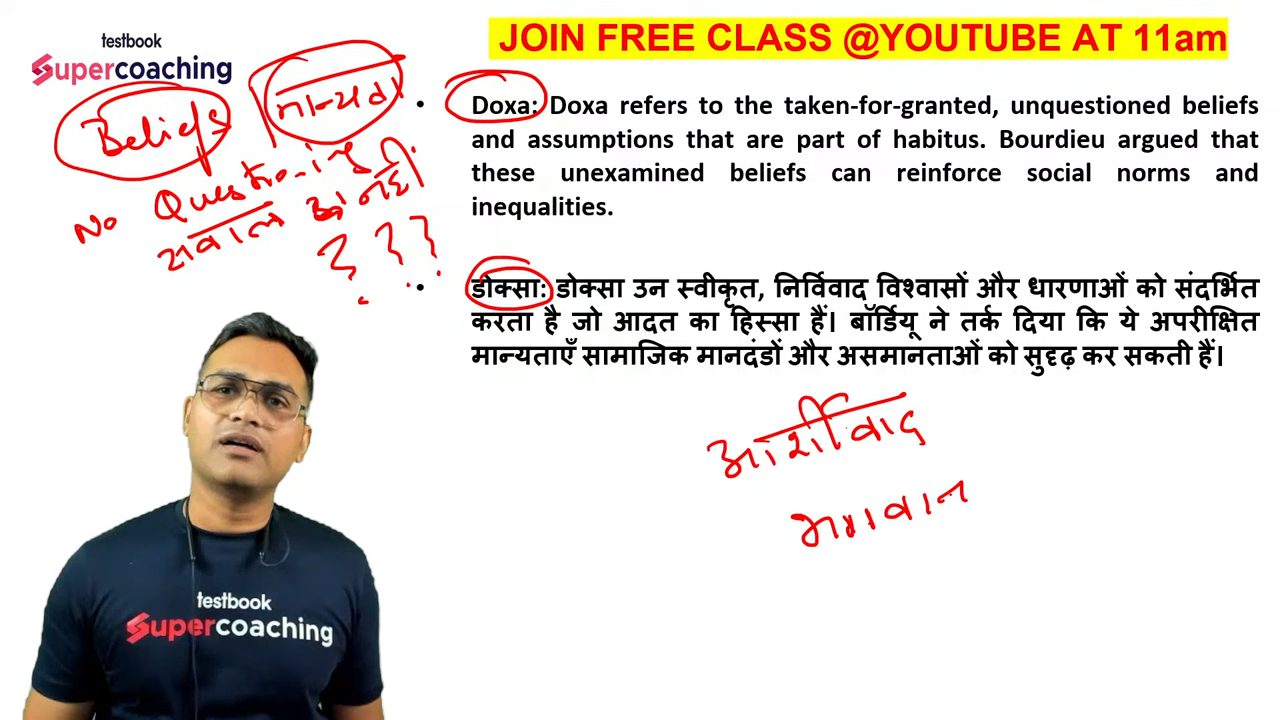 testbook
Supercoaching
JOIN FREE CLASS @YOUTUBE AT 11am
Beliefs
मान्यता
No Questioning
सवाल ही नहीं
? ? ?
• Doxa: Doxa refers to the taken-for-granted, unquestioned beliefs
and assumptions that are part of habitus. Bourdieu argued that
these unexamined beliefs can reinforce social norms and
inequalities.
• डोक्सा: डोक्सा उन स्वीकृत, निर्विवाद विश्वासों और धारणाओं को संदर्भित
करता है जो आदत का हिस्सा हैं। बॉर्डियू ने तर्क दिया कि ये अपरीक्षित
मान्यताएँ सामाजिक मानदंडों और असमानताओं को सुदृढ़ कर सकती हैं।
आर्शीवाद
भगवान
testbook
Supercoaching